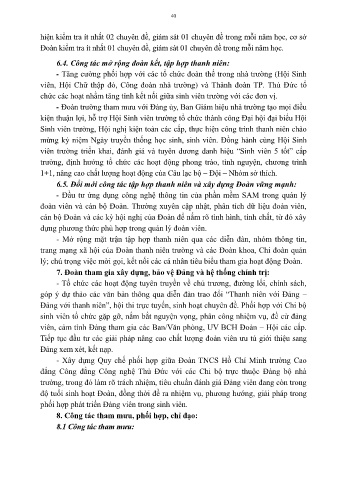 40
hiện kiểm tra ít nhất 02 chuyên đề, giám sát 01 chuyên đề trong mỗi năm học, cơ sở
Đoàn kiểm tra ít nhất 01 chuyên đề, giám sát 01 chuyên đề trong mỗi năm học.
6.4. Công tác mở rộng đoàn kết, tập hợp thanh niên:
- Tăng cường phối hợp với các tổ chức đoàn thể trong nhà trường (Hội Sinh
viên, Hội Chữ thập đỏ, Công đoàn nhà trường) và Thành đoàn TP. Thủ Đức tổ
chức các hoạt nhằm tăng tính kết nối giữa sinh viên trường với các đơn vị.
- Đoàn trường tham mưu với Đảng ủy, Ban Giám hiệu nhà trường tạo mọi điều
kiện thuận lợi, hỗ trợ Hội Sinh viên trường tổ chức thành công Đại hội đại biểu Hội
Sinh viên trường, Hội nghị kiện toàn các cấp, thực hiện công trình thanh niên chào
mừng kỷ niệm Ngày truyền thống học sinh, sinh viên. Đồng hành cùng Hội Sinh
viên trường triển khai, đánh giá và tuyên dương danh hiệu “Sinh viên 5 tốt” cấp
trường, định hướng tổ chức các hoạt động phong trào, tình nguyện, chương trình
1+1, nâng cao chất lượng hoạt động của Câu lạc bộ – Đội – Nhóm sở thích.
6.5. Đổi mới công tác tập hợp thanh niên và xây dựng Đoàn vững mạnh:
- Đầu tư ứng dụng công nghệ thông tin của phần mềm SAM trong quản lý
đoàn viên và cán bộ Đoàn. Thường xuyên cập nhật, phân tích dữ liệu đoàn viên,
cán bộ Đoàn và các kỳ hội nghị của Đoàn để nắm rõ tình hình, tính chất, từ đó xây
dựng phương thức phù hợp trong quản lý đoàn viên.
- Mở rộng mặt trận tập hợp thanh niên qua các diễn đàn, nhóm thông tin,
trang mạng xã hội của Đoàn thanh niên trường và các Đoàn khoa, Chi đoàn quản
lý; chú trọng việc mời gọi, kết nối các cá nhân tiêu biểu tham gia hoạt động Đoàn.
7. Đoàn tham gia xây dựng, bảo vệ Đảng và hệ thống chính trị:
- Tổ chức các hoạt động tuyên truyền về chủ trương, đường lối, chính sách,
góp ý dự thảo các văn bản thông qua diễn đàn trao đổi “Thanh niên với Đảng –
Đảng với thanh niên”, hội thi trực tuyến, sinh hoạt chuyên đề. Phối hợp với Chi bộ
sinh viên tổ chức gặp gỡ, nắm bắt nguyện vọng, phân công nhiệm vụ, đề cử đảng
viên, cảm tình Đảng tham gia các Ban/Văn phòng, UV BCH Đoàn – Hội các cấp.
Tiếp tục đầu tư các giải pháp nâng cao chất lượng đoàn viên ưu tú giới thiệu sang
Đảng xem xét, kết nạp.
- Xây dựng Quy chế phối hợp giữa Đoàn TNCS Hồ Chí Minh trường Cao
đẳng Công đẳng Công nghệ Thủ Đức với các Chi bộ trực thuộc Đảng bộ nhà
trường, trong đó làm rõ trách nhiệm, tiêu chuẩn đánh giá Đảng viên đang còn trong
độ tuổi sinh hoạt Đoàn, đồng thời đề ra nhiệm vụ, phương hướng, giải pháp trong
phối hợp phát triển Đảng viên trong sinh viên.
8. Công tác tham mưu, phối hợp, chỉ đạo:
8.1 Công tác tham mưu: